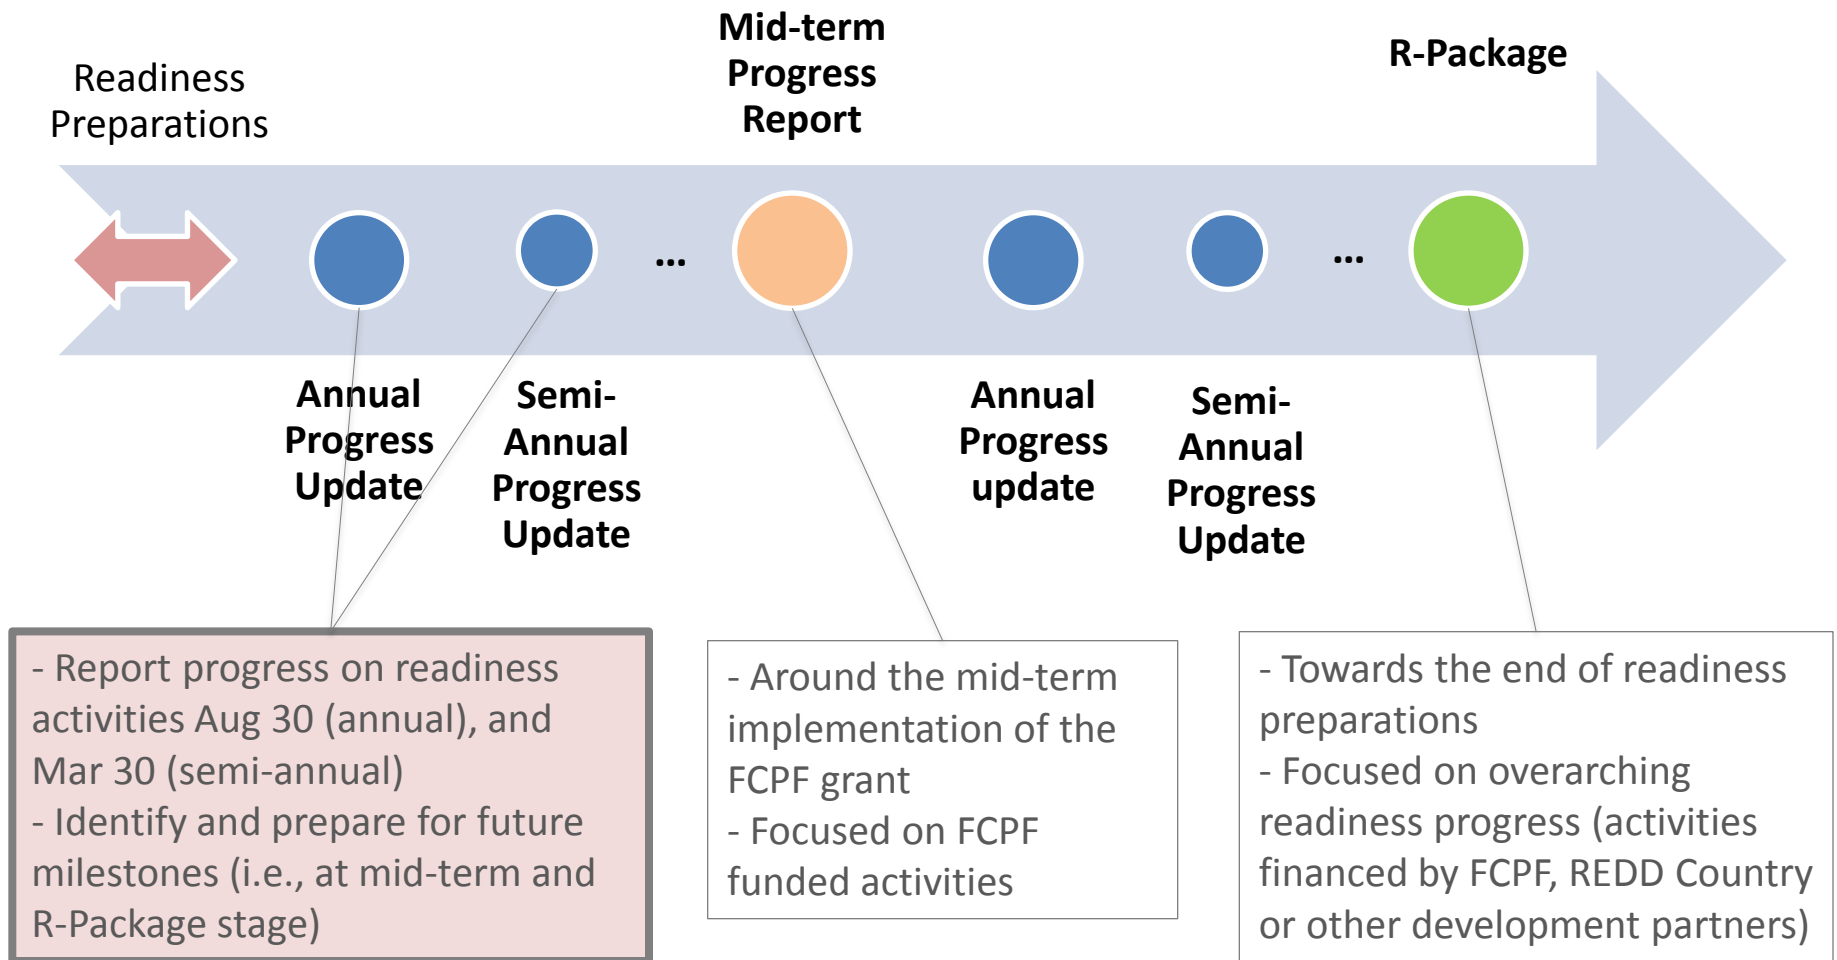 Readiness
Preparations
Mid-term
Progress
Report
R-Package
...
...
Annual
Progress
Update
Semi-
Annual
Progress
Update
Annual
Progress
update
Semi-
Annual
Progress
Update
- Report progress on readiness
activities Aug 30 (annual), and
Mar 30 (semi-annual)
- Identify and prepare for future
milestones (i.e., at mid-term and
R-Package stage)
- Around the mid-term
implementation of the
FCPF grant
- Focused on FCPF
funded activities
- Towards the end of readiness
preparations
- Focused on overarching
readiness progress (activities
financed by FCPF, REDD Country
or other development partners)